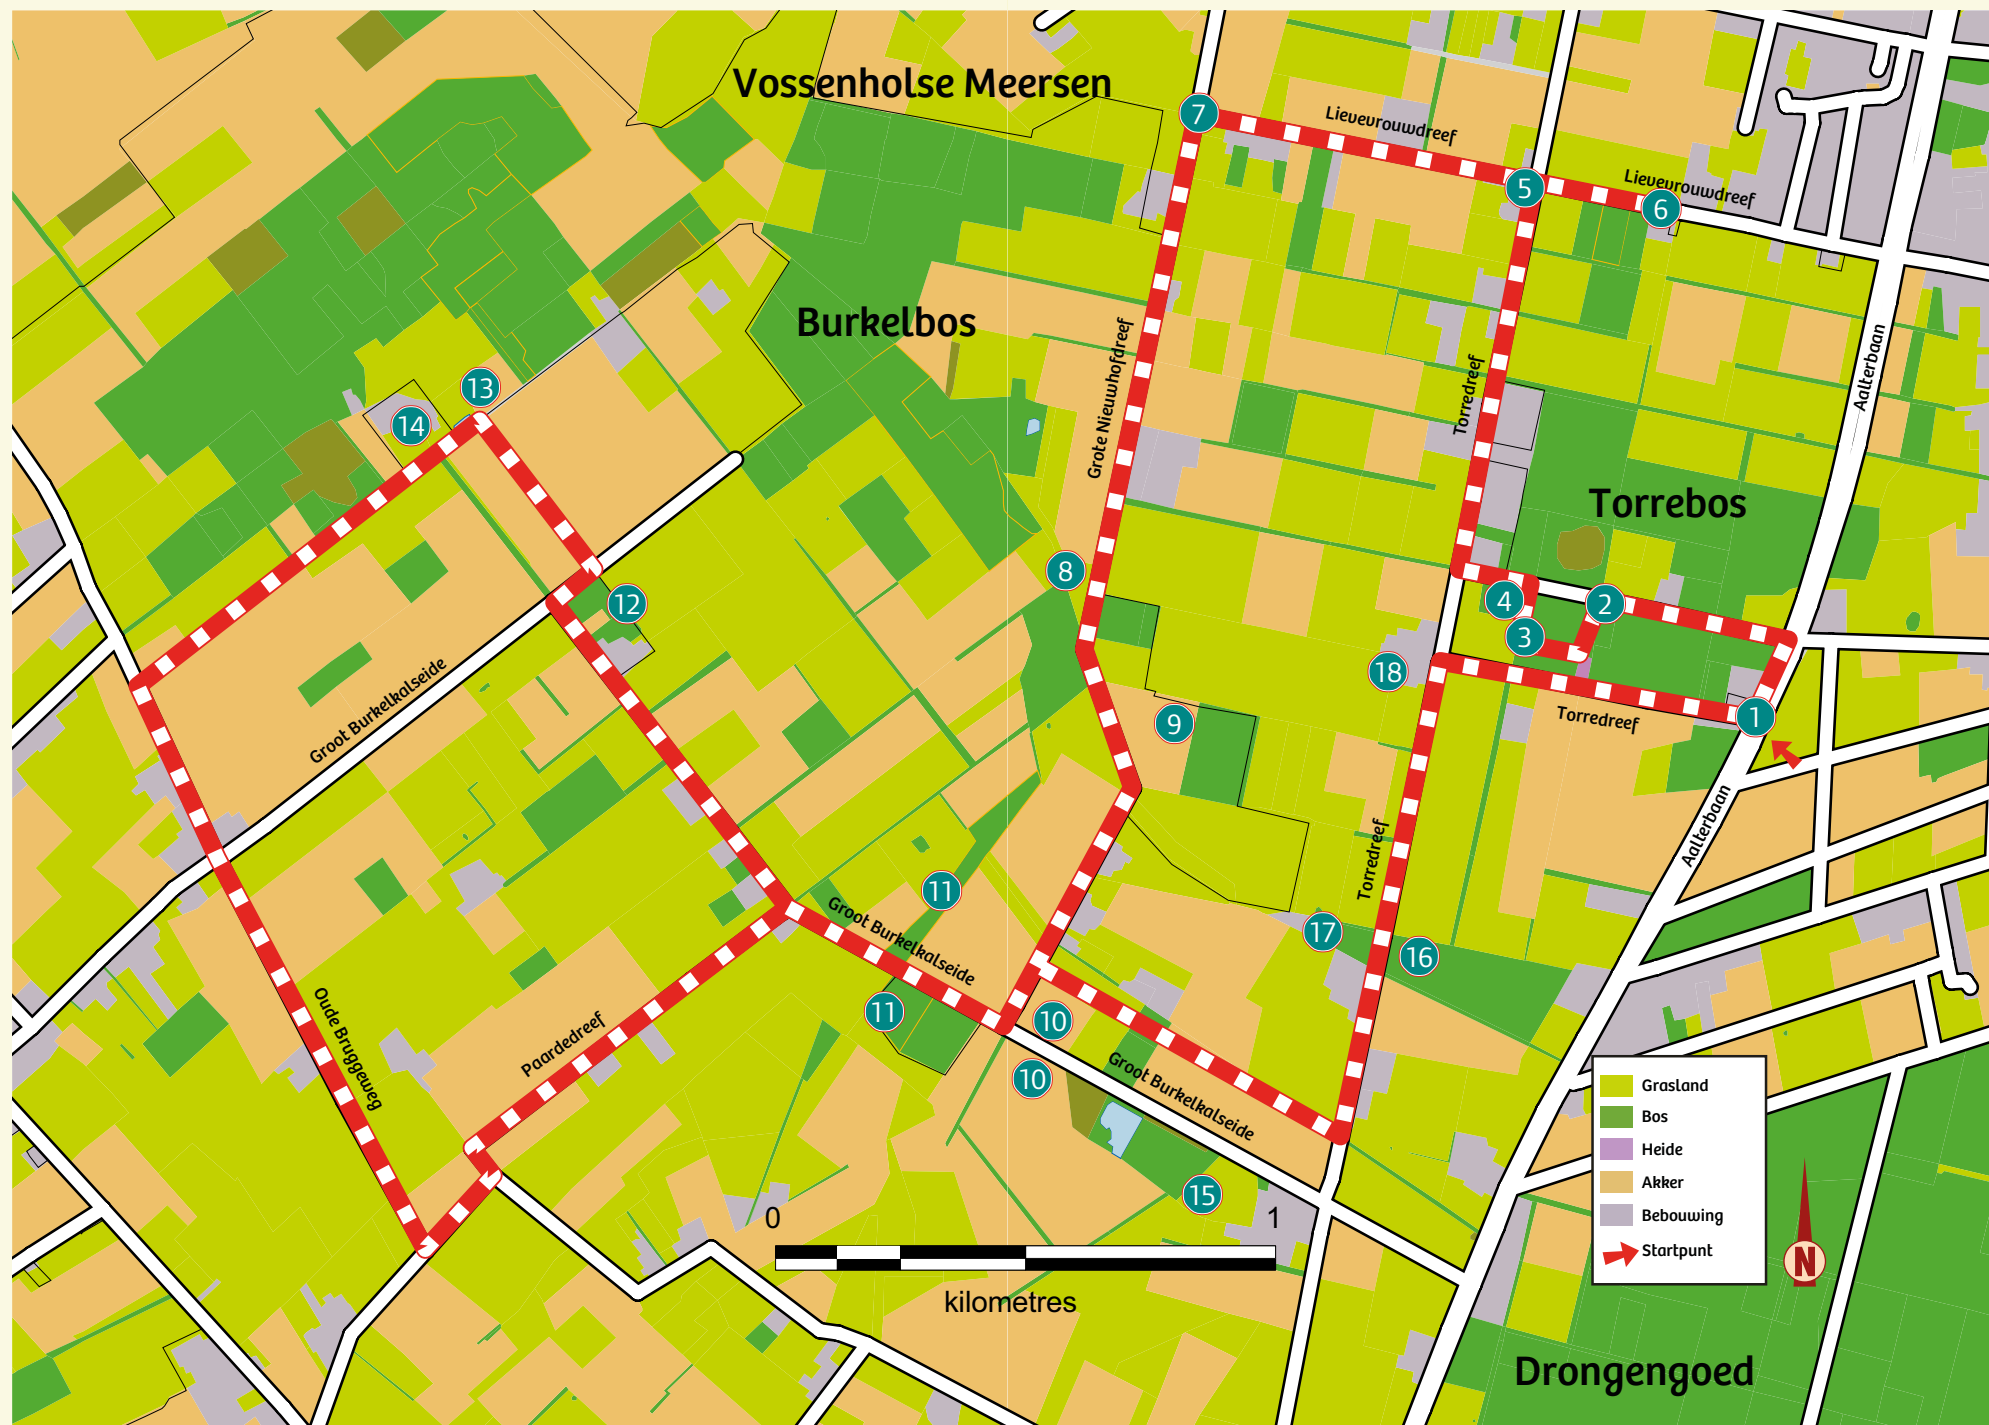 Vossenholse Meersen
7
Lievevrouwdreef
5
Lievevrouwdreef
6
Burkelbos
Grote Nieuwhofdreef
Torredreef
Aalterbaan
13
14
Torrebos
8
12
4
2
3
18
9
1
Torredreef
Groot Burkelkalseide
Torredreef
Aalterbaan
11
Groot Burkelkalseide
17
16
11
10
Oude Bruggeweg
Paardedreef
10
Groot Burkelkalseide
15
0
1
kilometres
Grasland
Bos
Heide
Akker
Bebouwing
Startpunt
N
Drongengoed